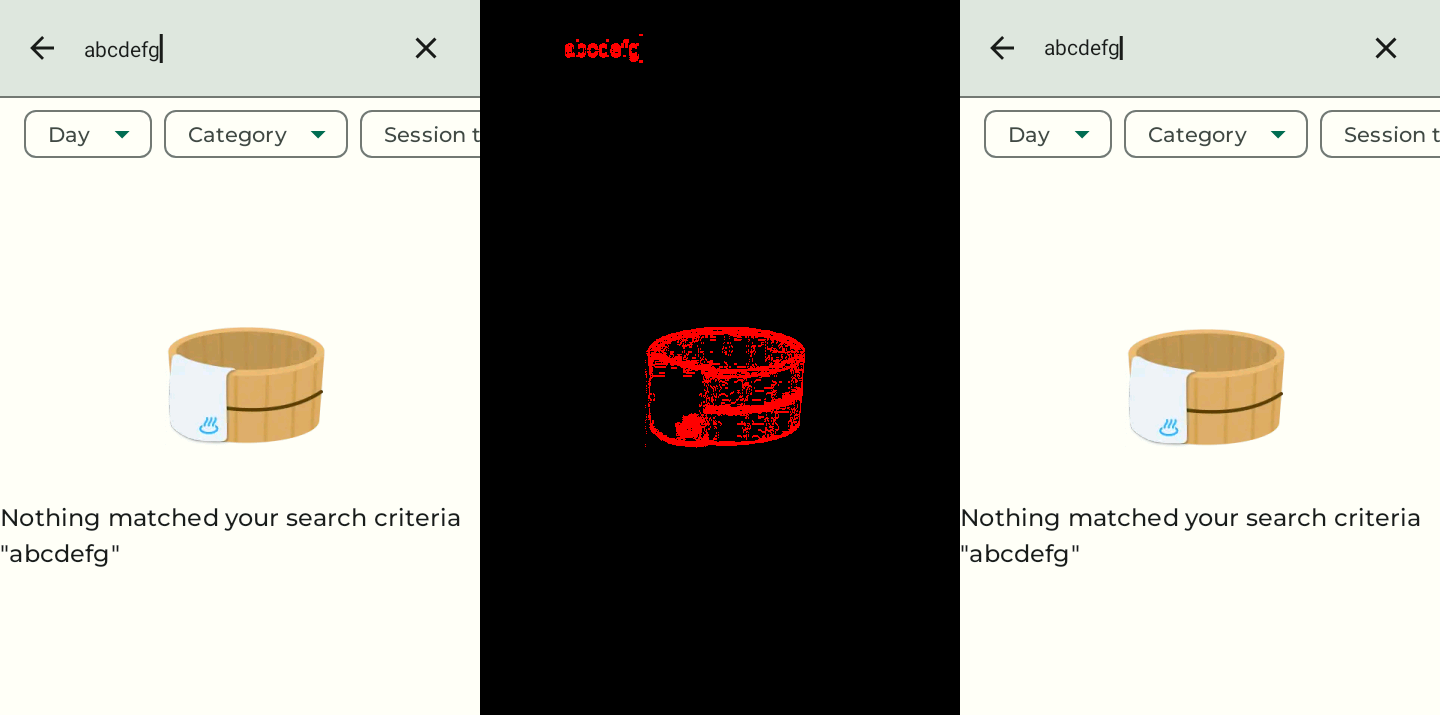 abcdefg
Day
Category
Session t
Nothing matched your search criteria
"abcdefg"
abcdefg
abcdefg
Day
Category
Session t
Nothing matched your search criteria
"abcdefg"